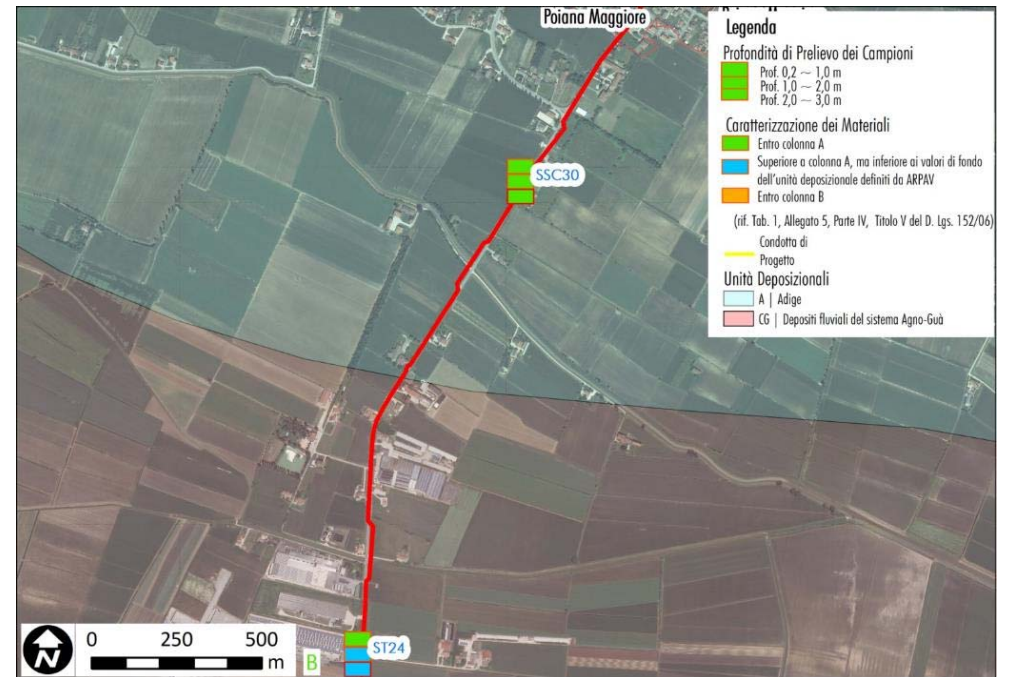 Poiana Maggiore
Legenda
Profondità di Prelievo dei Campioni
Prof. 0,2 ~ 1,0 m
Prof. 1,0 ~ 2,0 m
Prof. 2,0 ~ 3,0 m
Caratterizzazione dei Materiali
Entro colonna A
Superiore a colonna A, ma inferiore ai valori di fondo
dell'unità deposizionale definiti da ARPAV
Entro colonna B
(rif. Tab. 1, Allegato 5, Parte IV, Titolo V del D. Lgs. 152/06)
Condotta di
Progetto
Unità Deposizionali
A | Adige
CG | Depositi fluviali del sistema Agno-Guà
SSC30
ST24
B
N
0 250 500
m